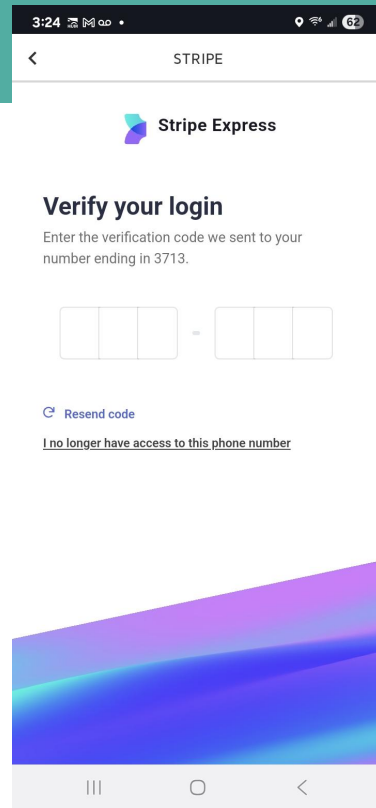 3:24
62
STRIPE
Stripe Express
Verify your login
Enter the verification code we sent to your
number ending in 3713.
-
Resend code
I no longer have access to this phone number